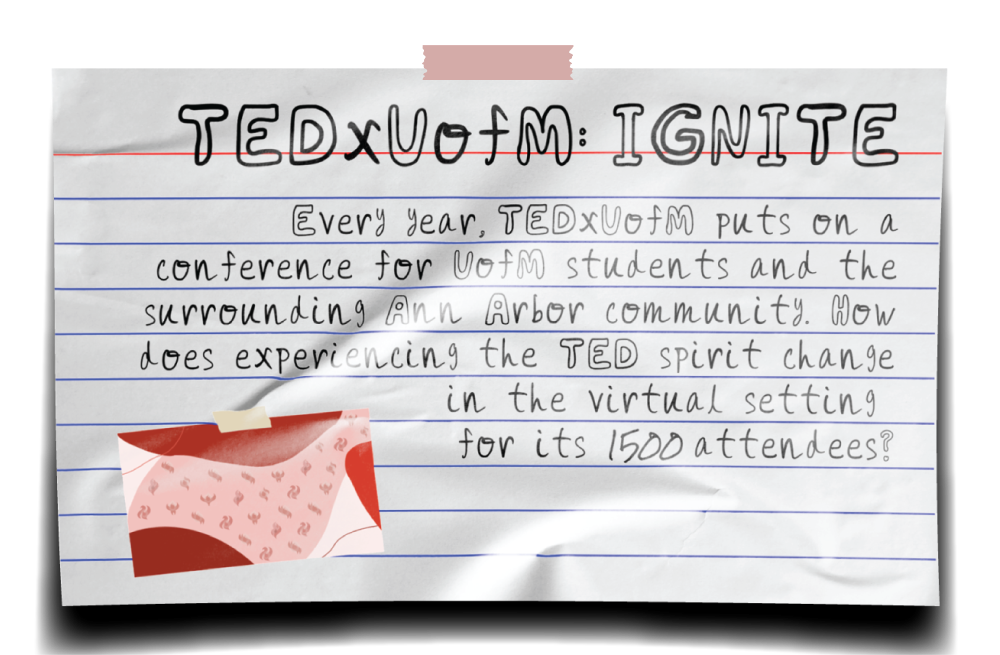 TEDxUofM: IGNITE
Every year, TEDxUofM puts on a
conference for UofM students and the
surrounding Ann Arbor community. How
does experiencing the TED spirit change
in the virtual setting
for its 1500 attendees?